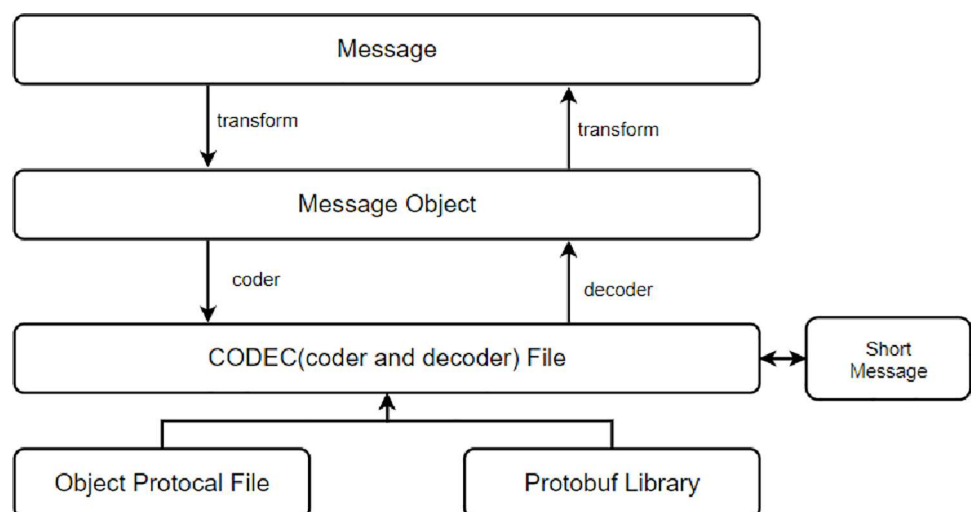 Message
transform
transform
Message Object
coder
decoder
CODEC(coder and decoder) File
Short
Message
Object Protocal File
Protobuf Library